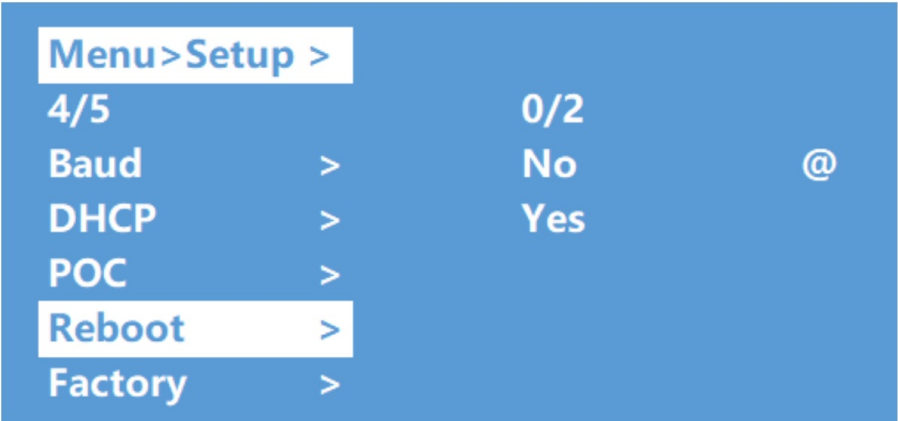 Menu>Setup >
4/5 0/2
Baud > No @
DHCP > Yes
POC >
Reboot >
Factory >